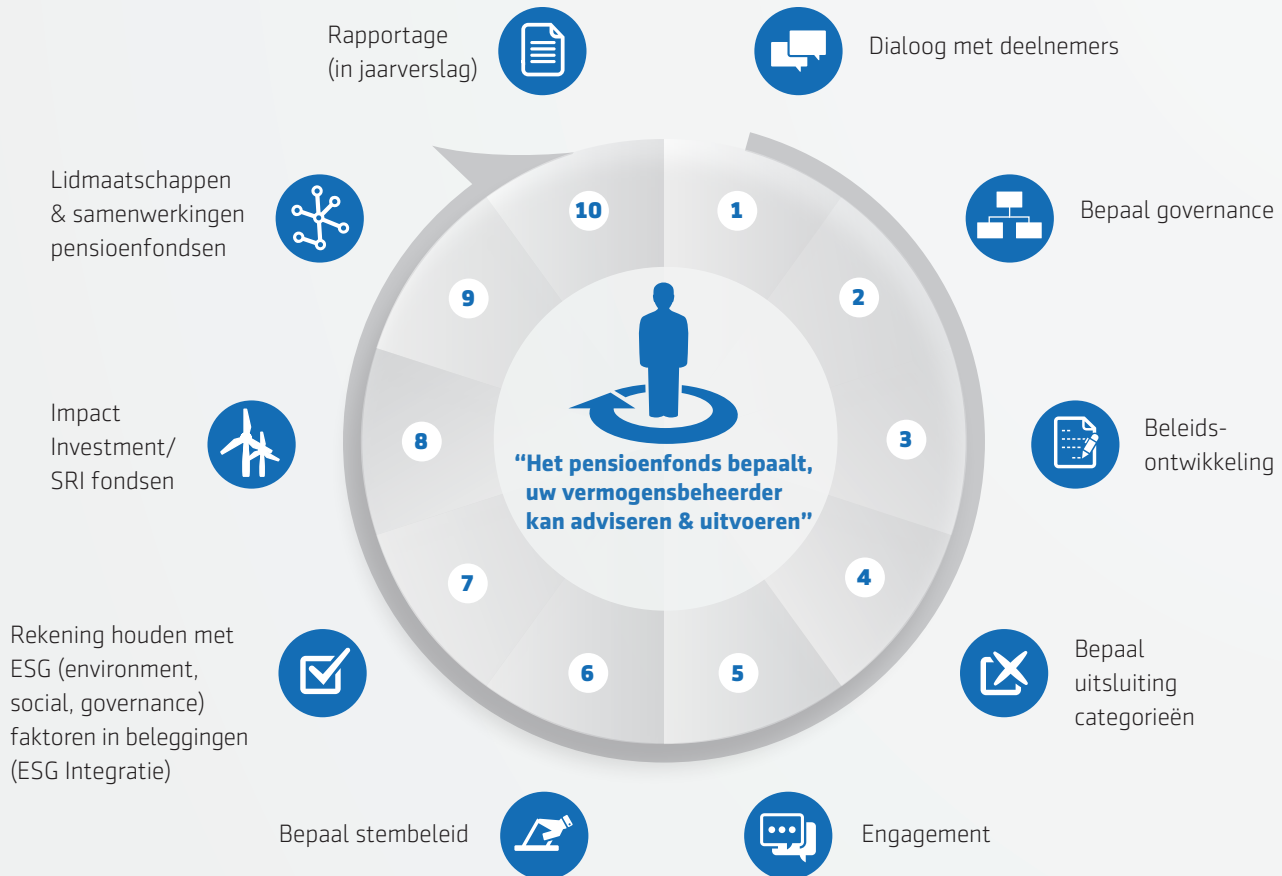 Rapportage
(in jaarverslag)
Dialoog met deelnemers
Lidmaatschappen
& samenwerkingen
pensioenfondsen
10
1
Bepaal governance
9
2
Impact
Investment/
SRI fondsen
8
"Het pensioenfonds bepaalt,
uw vermogensbeheerder
kan adviseren & uitvoeren"
3
Beleids-
ontwikkeling
7
4
Rekening houden met
ESG (environment,
social, governance)
faktoren in beleggingen
(ESG Integratie)
6
5
Bepaal
uitsluiting
categorieën
Bepaal stembeleid
Engagement